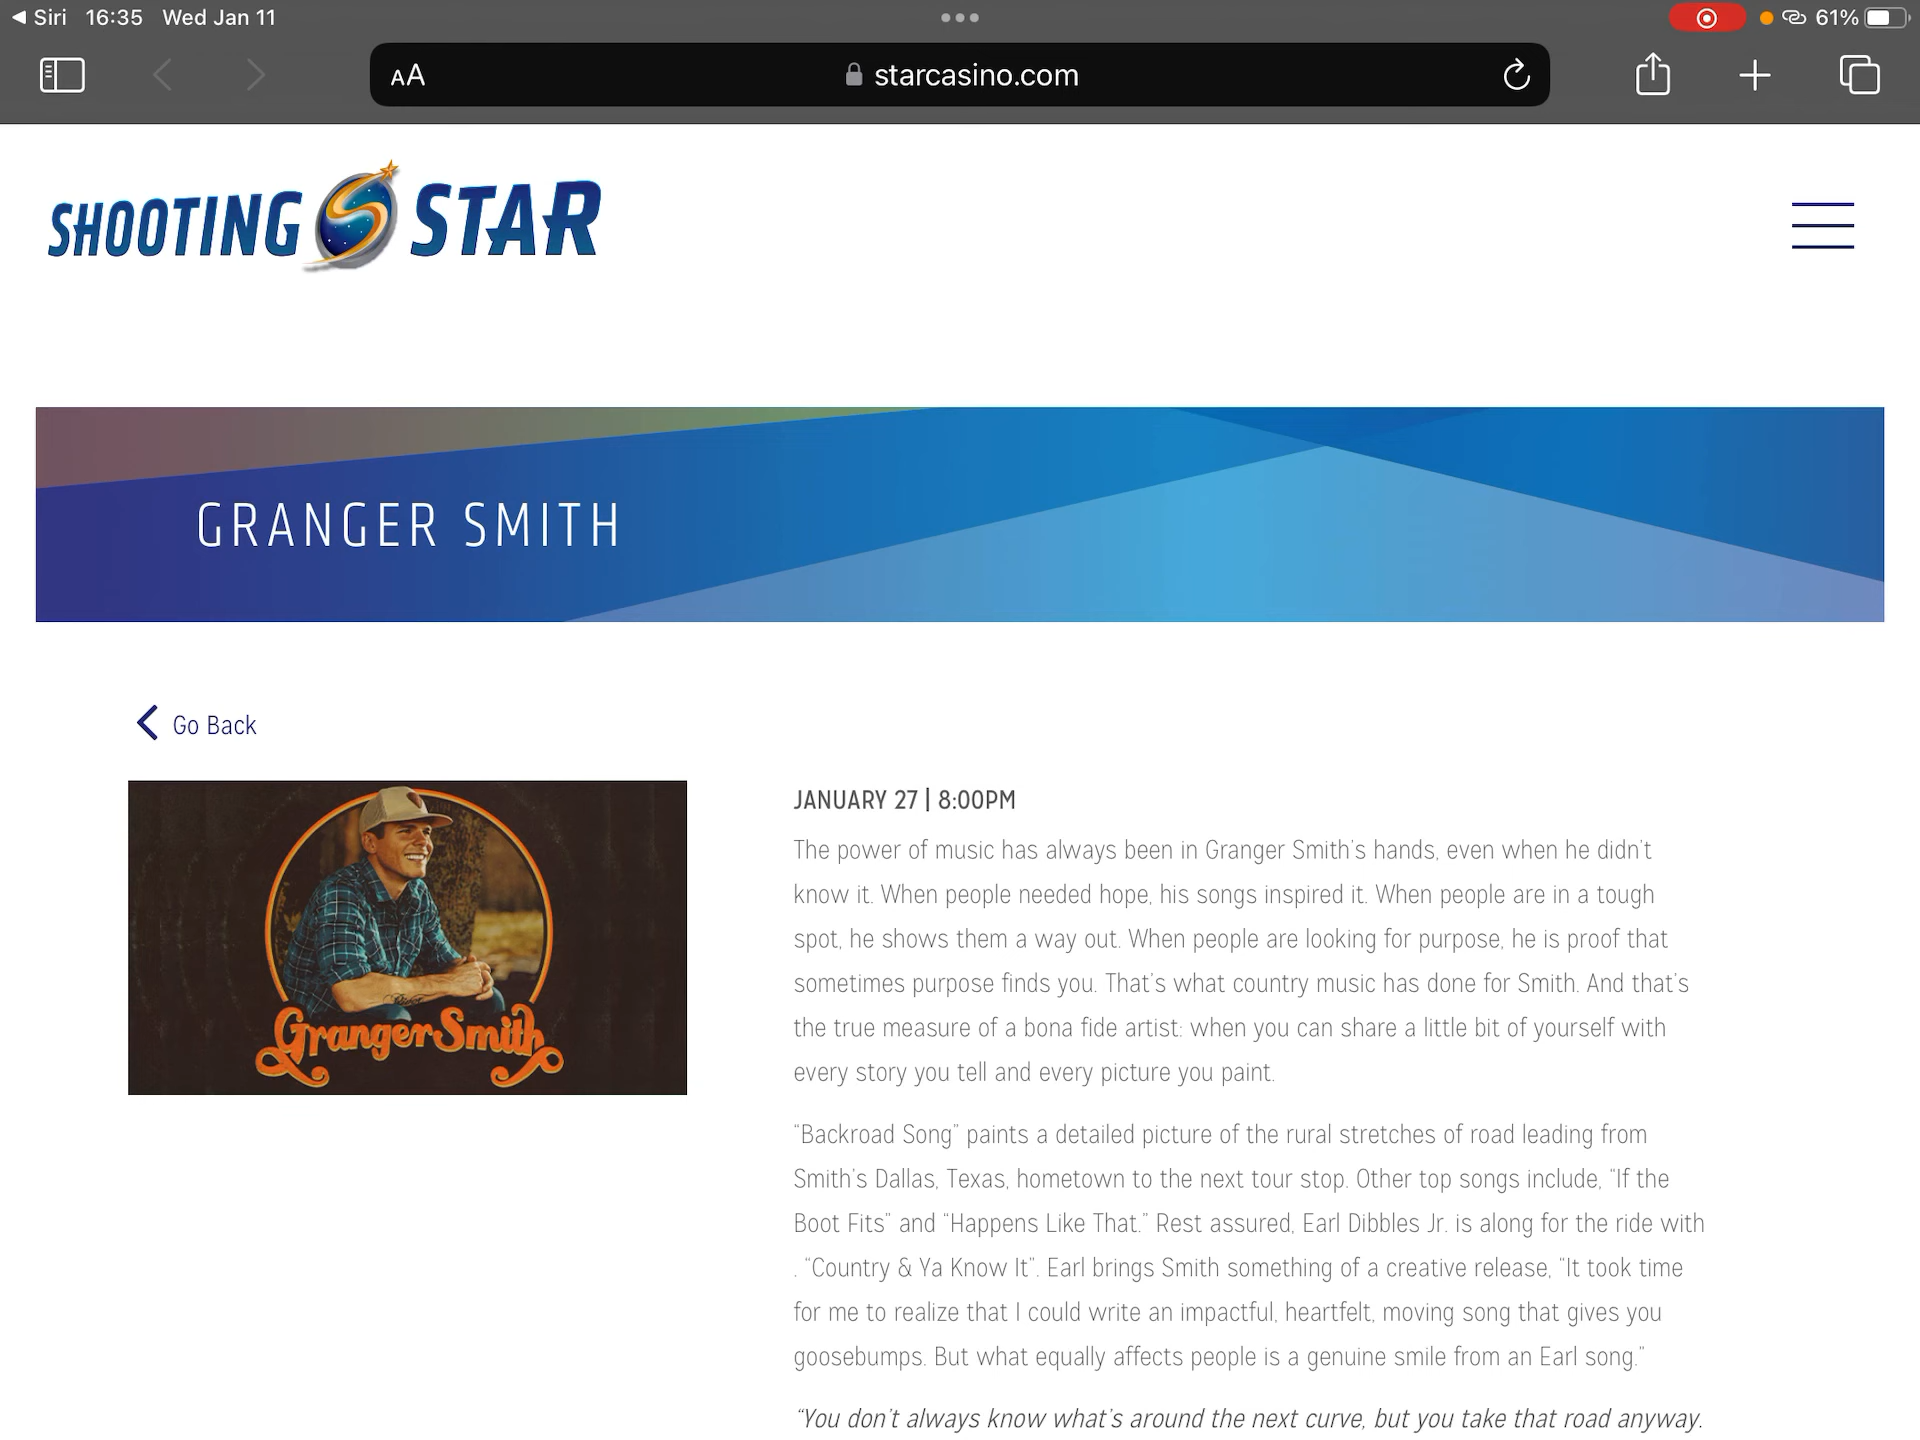 Siri 16:35 Wed Jan 11
61%
AA
starcasino.com
SHOOTING STAR
GRANGER SMITH
Go Back
Granger Smith
JANUARY 27 | 8:00PM
The power of music has always been in Granger Smith's hands, even when he didn't
know it. When people needed hope, his songs inspired it. When people are in a tough
spot, he shows them a way out. When people are looking for purpose, he is proof that
sometimes purpose finds you. That's what country music has done for Smith. And that's
the true measure of a bona fide artist: when you can share a little bit of yourself with
every story you tell and every picture you paint.
"Backroad Song" paints a detailed picture of the rural stretches of road leading from
Smith's Dallas, Texas, hometown to the next tour stop. Other top songs include, "If the
Boot Fits" and "Happens Like That." Rest assured, Earl Dibbles Jr. is along for the ride with
. "Country & Ya Know It". Earl brings Smith something of a creative release, "It took time
for me to realize that I could write an impactful, heartfelt, moving song that gives you
goosebumps. But what equally affects people is a genuine smile from an Earl song."
"You don't always know what's around the next curve, but you take that road anyway.